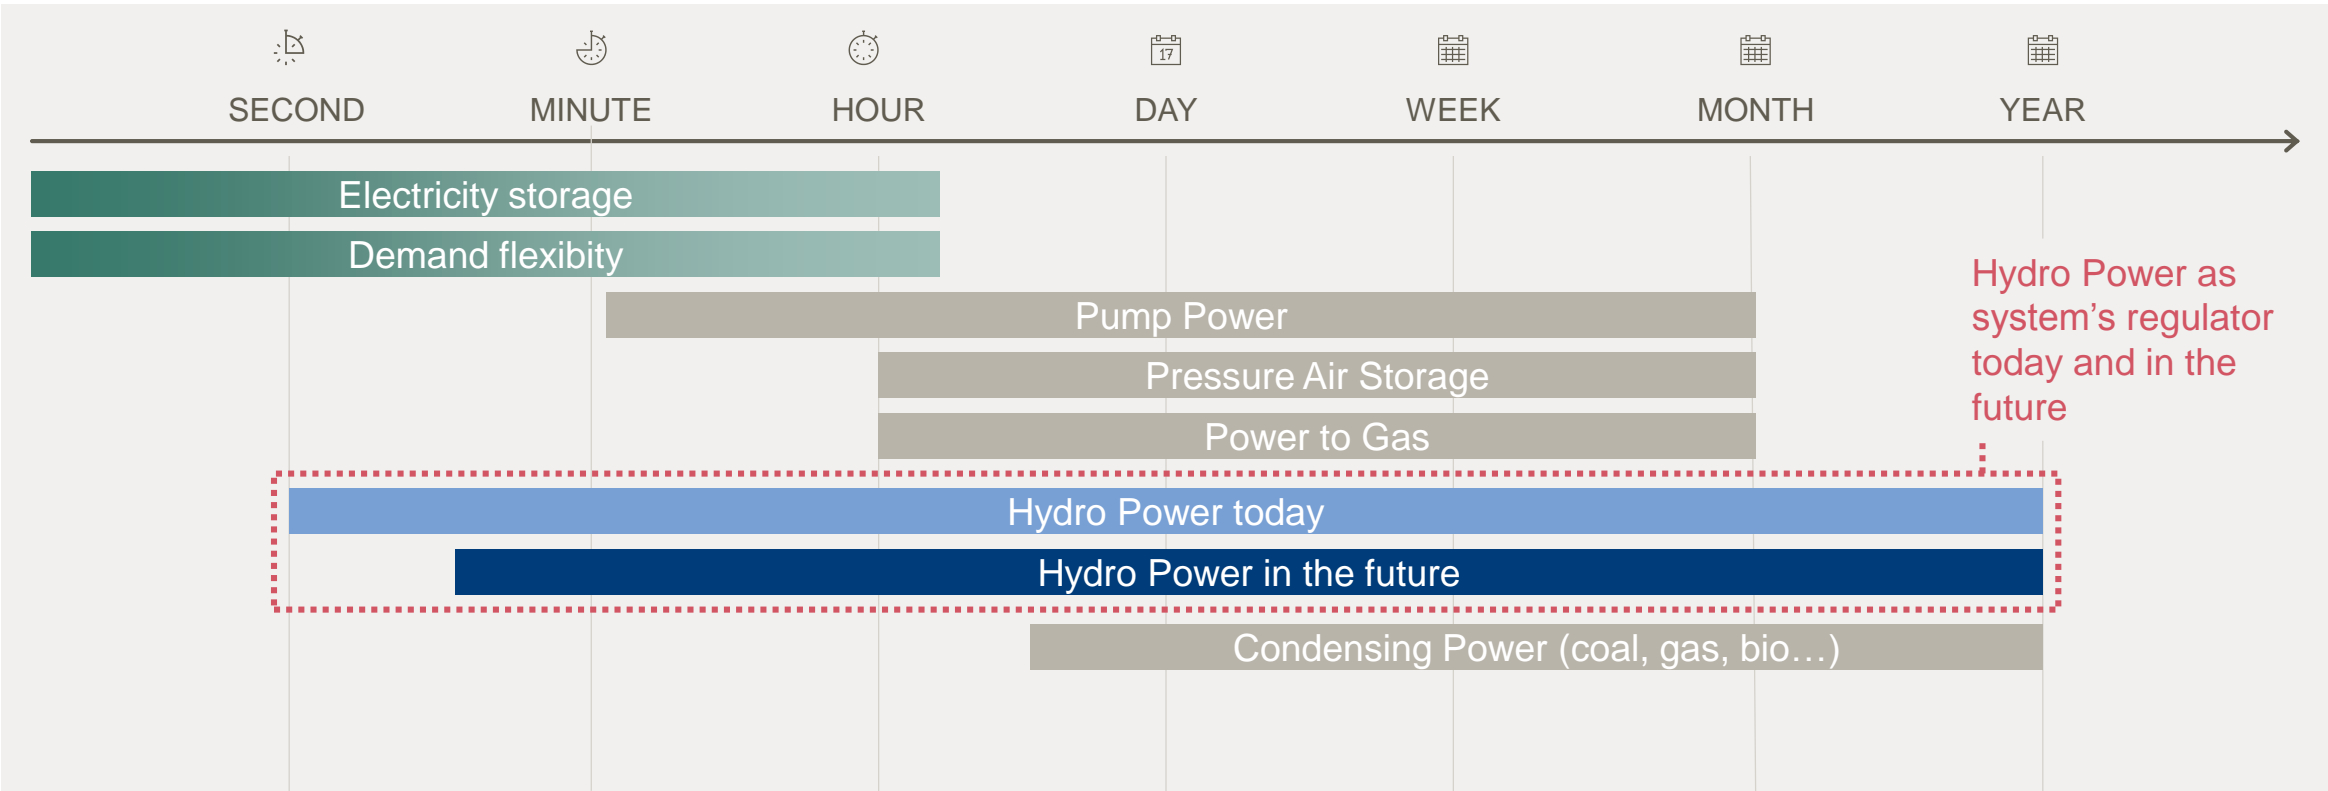 17
SECOND
MINUTE
HOUR
DAY
WEEK
MONTH
YEAR
Electricity storage
Demand flexibity
Pump Power
Pressure Air Storage
Power to Gas
Hydro Power as
system’s regulator
today and in the
future
Hydro Power today
Hydro Power in the future
Condensing Power (coal, gas, bio…)